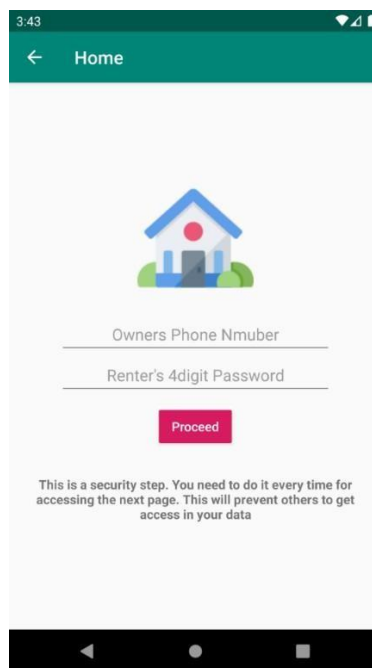 3:43
Home
Owners Phone Nmuber
Renter's 4digit Password
Proceed
This is a security step. You need to do it every time for
accessing the next page. This will prevent others to get
access in your data